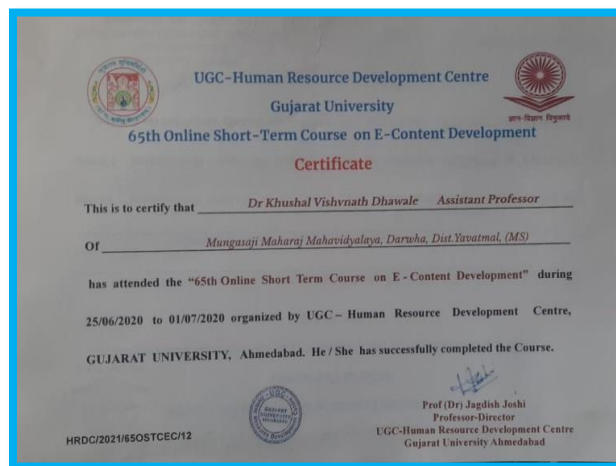 UGC-Human Resource Development Centre
Gujarat University
65th Online Short-Term Course on E-Content Development
ज्ञान-विज्ञान विमुक्तये
Certificate
This is to certify that Dr Khushal Vishvnath Dhawale Assistant Professor
Of Mungasaji Maharaj Mahavidyalaya, Darwha, Dist.Yavatmal, (MS)
has attended the “65th Online Short Term Course on E - Content Development” during
25/06/2020 to 01/07/2020 organized by UGC – Human Resource Development Centre,
GUJARAT UNIVERSITY, Ahmedabad. He / She has successfully completed the Course.
Prof (Dr) Jagdish Joshi
Professor-Director
UGC-Human Resource Development Centre
Gujarat University Ahmedabad
HRDC/2021/65OSTCEC/12
UGC
GUJARAT
UNIVERSITY